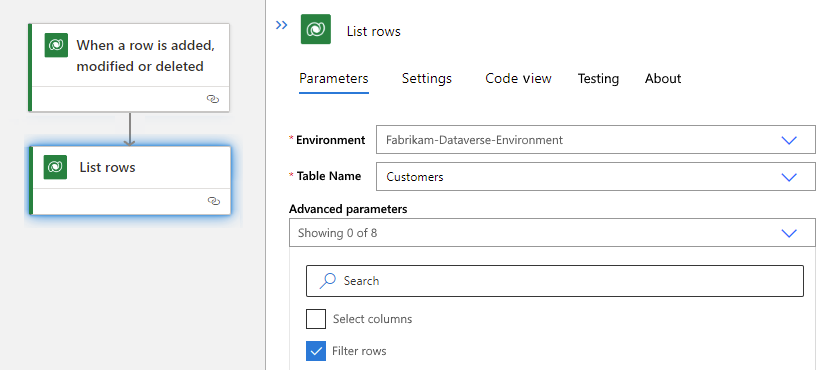 When a row is added,
modified or deleted
List rows
List rows
Parameters Settings Code view Testing About
* Environment Fabrikam-Dataverse-Environment
* Table Name Customers
Advanced parameters
Showing 0 of 8
Search
Select columns
Filter rows